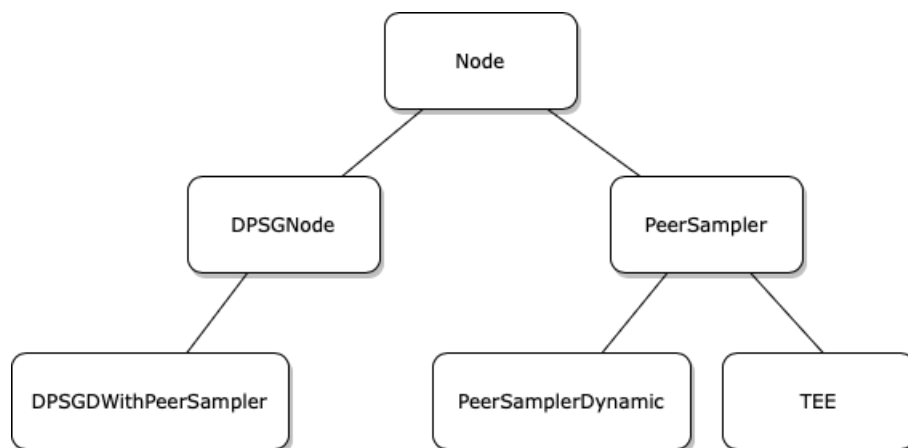 Node
DPSGNode
PeerSampler
DPSGDWithPeerSampler
PeerSamplerDynamic
TEE